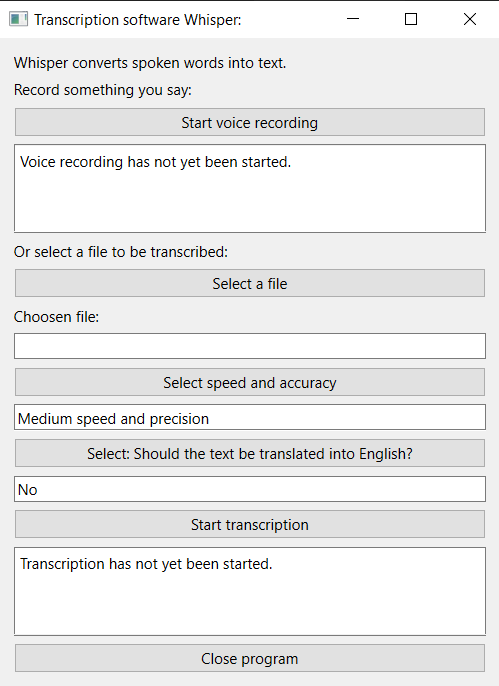 Transcription software Whisper:
Whisper converts spoken words into text.
Record something you say:
Start voice recording
Voice recording has not yet been started.
Or select a file to be transcribed:
Select a file
Choosen file:
Select speed and accuracy
Medium speed and precision
Select: Should the text be translated into English?
No
Start transcription
Transcription has not yet been started.
Close program